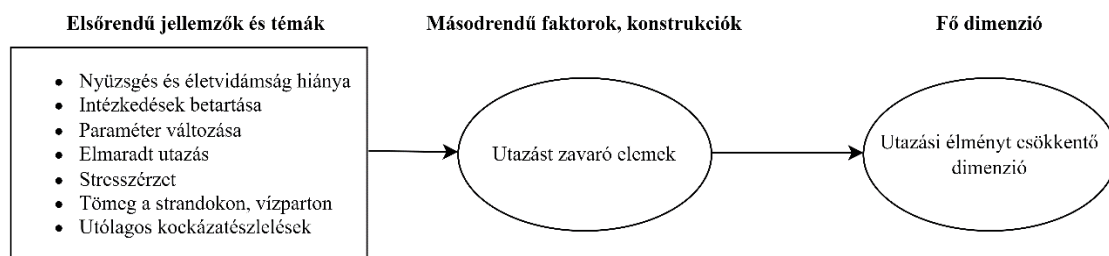 Elsőrendű jellemzők és témák
Másodrendű faktorok, konstrukciók
Fő dimenzió
• Nyüzsgés és életvidámság hiánya
• Intézkedések betartása
• Paraméter változása
• Elmaradt utazás
• Stresszérzet
• Tömeg a strandokon, vízparton
• Utólagos kockázatészlelések
Utazást zavaró elemek
Utazási élményt csökkentő
dimenzió